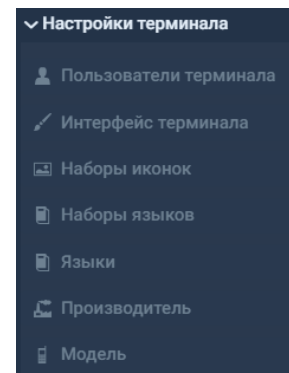 Настройки терминала
Пользователи терминала
Интерфейс терминала
Наборы иконок
Наборы языков
Языки
Производитель
Модель